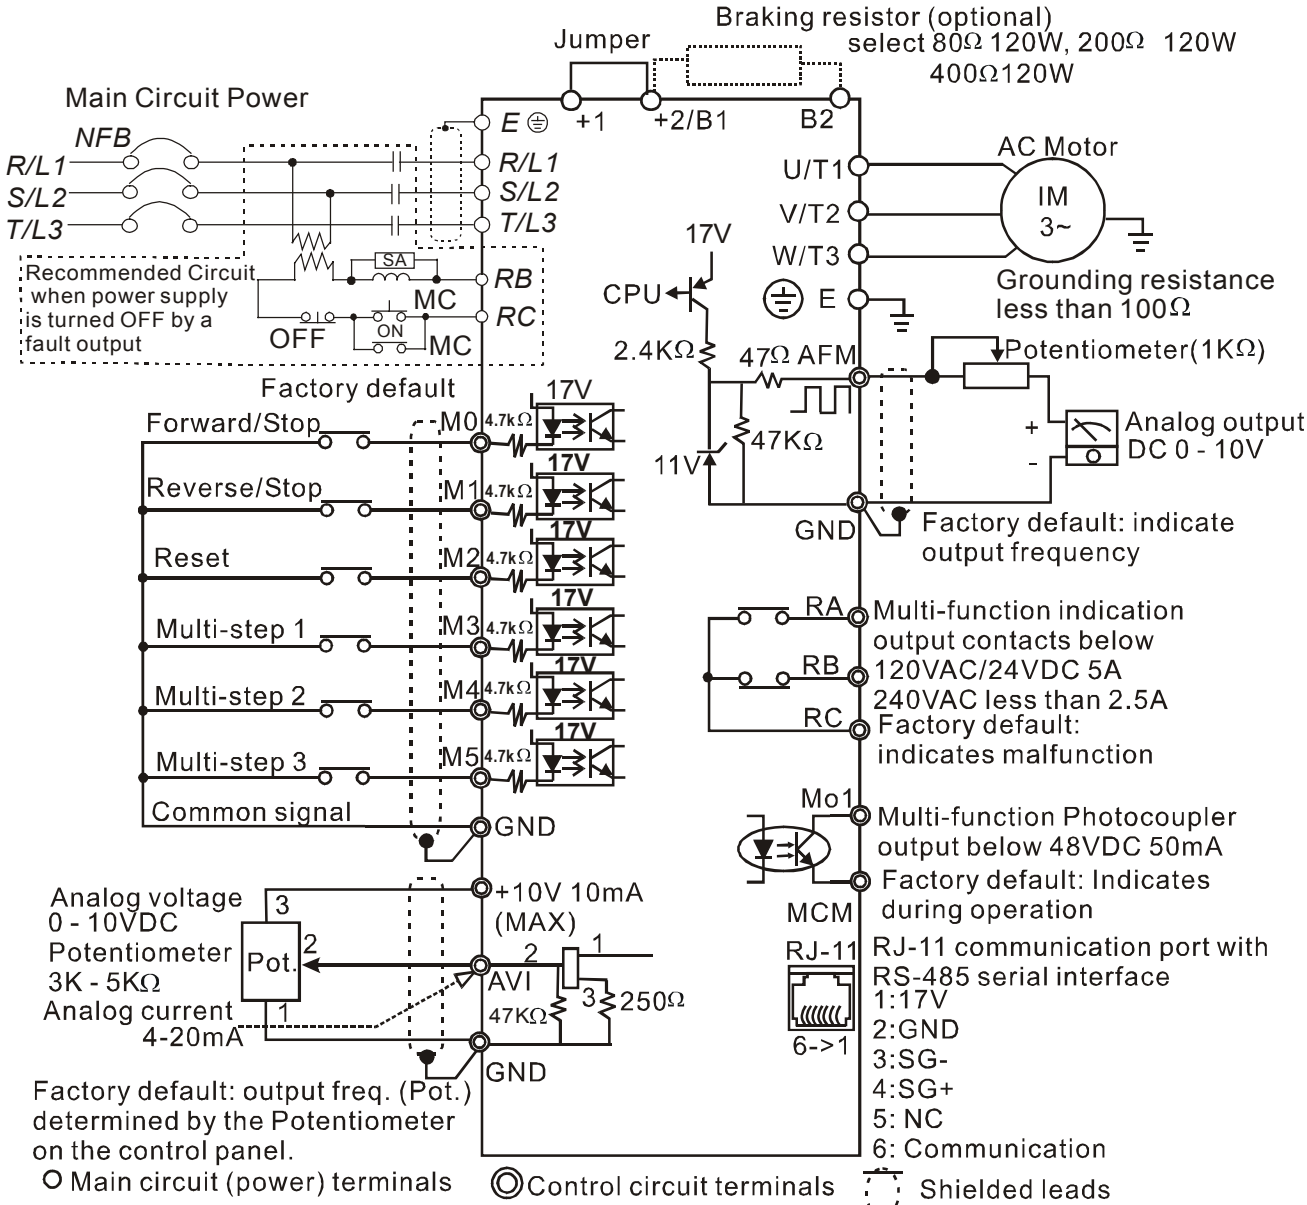 Braking resistor (optional)
select 80Ω 120W, 200Ω 120W
400Ω120W
Jumper
Main Circuit Power
+1
+2/B1
B2
NFB
E
R/L1
S/L2
T/L3
R/L1
S/L2
T/L3
Recommended Circuit
when power supply
is turned OFF by a
fault output
SA
MC
OFF
ON
MC
RB
RC
U/T1
V/T2
W/T3
E
AC Motor
IM
3~
Grounding resistance
less than 100Ω
17V
CPU
2.4KΩ
47Ω
AFM
47KΩ
11V
GND
Potentiometer(1KΩ)
+
-
Analog output
DC 0 - 10V
Factory default: indicate
output frequency
Factory default
Forward/Stop
M0
4.7kΩ
17V
Reverse/Stop
M1
4.7kΩ
17V
Reset
M2
4.7kΩ
17V
Multi-step 1
M3
4.7kΩ
17V
Multi-step 2
M4
4.7kΩ
17V
Multi-step 3
M5
4.7kΩ
17V
Common signal
GND
RA
RB
RC
Multi-function indication
output contacts below
120VAC/24VDC 5A
240VAC less than 2.5A
Factory default:
indicates malfunction
Mo1
MCM
Multi-function Photocoupler
output below 48VDC 50mA
Factory default: Indicates
during operation
Analog voltage
0 - 10VDC
Potentiometer
3K - 5KΩ
Analog current
4-20mA
3
Pot.
2
1
+10V 10mA
(MAX)
AVI
2
1
3
47KΩ
250Ω
GND
RJ-11
6->1
RJ-11 communication port with
RS-485 serial interface
1:17V
2:GND
3:SG-
4:SG+
5: NC
6: Communication
Factory default: output freq. (Pot.)
determined by the Potentiometer
on the control panel.
Main circuit (power) terminals
Control circuit terminals
Shielded leads